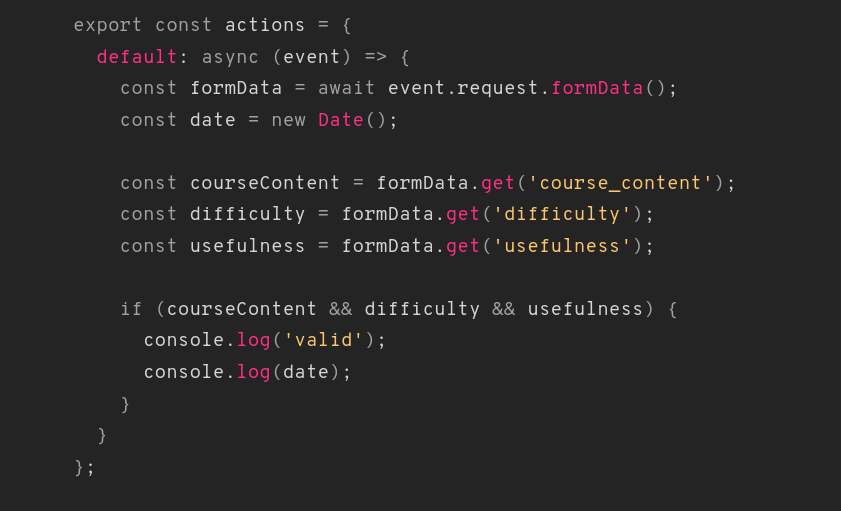 export const actions = {
  default: async (event) => {
    const formData = await event.request.formData();
    const date = new Date();

    const courseContent = formData.get('course_content');
    const difficulty = formData.get('difficulty');
    const usefulness = formData.get('usefulness');

    if (courseContent && difficulty && usefulness) {
      console.log('valid');
      console.log(date);
    }
  }
};